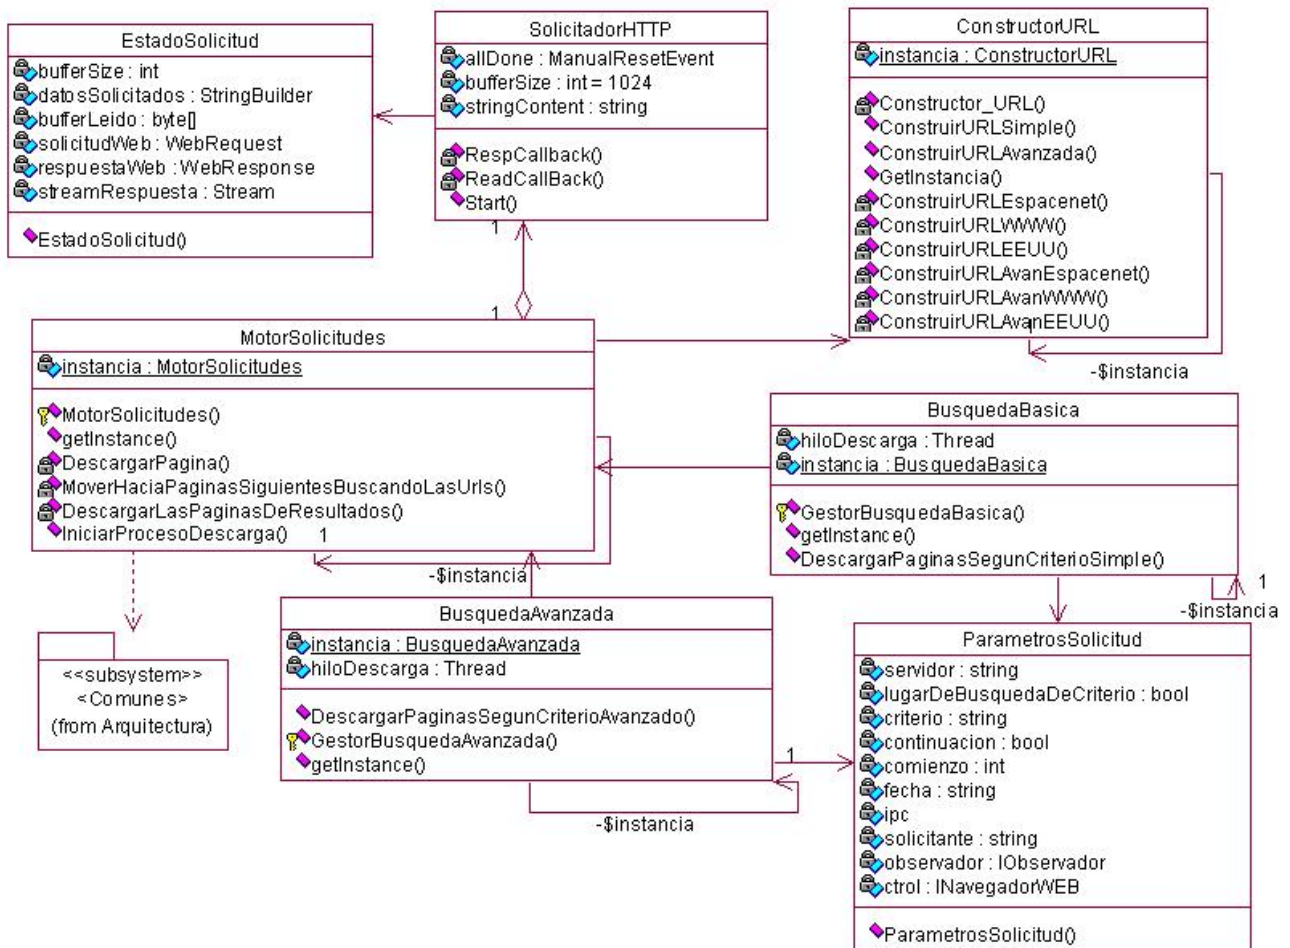 EstadoSolicitud
bufferSize : int
datosSolicitados : StringBuilder
bufferLeido : byte[]
solicitudWeb : WebRequest
respuestaWeb : WebResponse
streamRespuesta : Stream
EstadoSolicitud()
SolicitadorHTTP
allDone : ManualResetEvent
bufferSize : int = 1024
stringContent : string
RespCallback()
ReadCallBack()
Start()
1
1
ConstructorURL
instancia : ConstructorURL
Constructor_URL()
ConstruirURLSimple()
ConstruirURLAvanzada()
GetInstancia()
ConstruirURLEspacenet()
ConstruirURLWWW()
ConstruirURLEEUU()
ConstruirURLAvanEspacenet()
ConstruirURLAvanWWW()
ConstruirURLAvanEEUU()
-$instancia
MotorSolicitudes
instancia : MotorSolicitudes
MotorSolicitudes()
getInstance()
DescargarPagina()
MoverHaciaPaginasSiguientesBuscandoLasUrls()
DescargarLasPaginasDeResultados()
IniciarProcesoDescarga()
1
-$instancia
BusquedaBasica
hiloDescarga : Thread
instancia : BusquedaBasica
GestorBusquedaBasica()
getInstance()
DescargarPaginasSegunCriterioSimple()
1
-$instancia
<<subsystem>>
<Comunes>
(from Arquitectura)
BusquedaAvanzada
instancia : BusquedaAvanzada
hiloDescarga : Thread
DescargarPaginasSegunCriterioAvanzado()
GestorBusquedaAvanzada()
getInstance()
1
-$instancia
ParametrosSolicitud
servidor : string
lugarDeBusquedaDeCriterio : bool
criterio : string
continuacion : bool
comienzo : int
fecha : string
ipc
solicitante : string
observador : IObservador
ctrol : INavegadorWEB
ParametrosSolicitud()